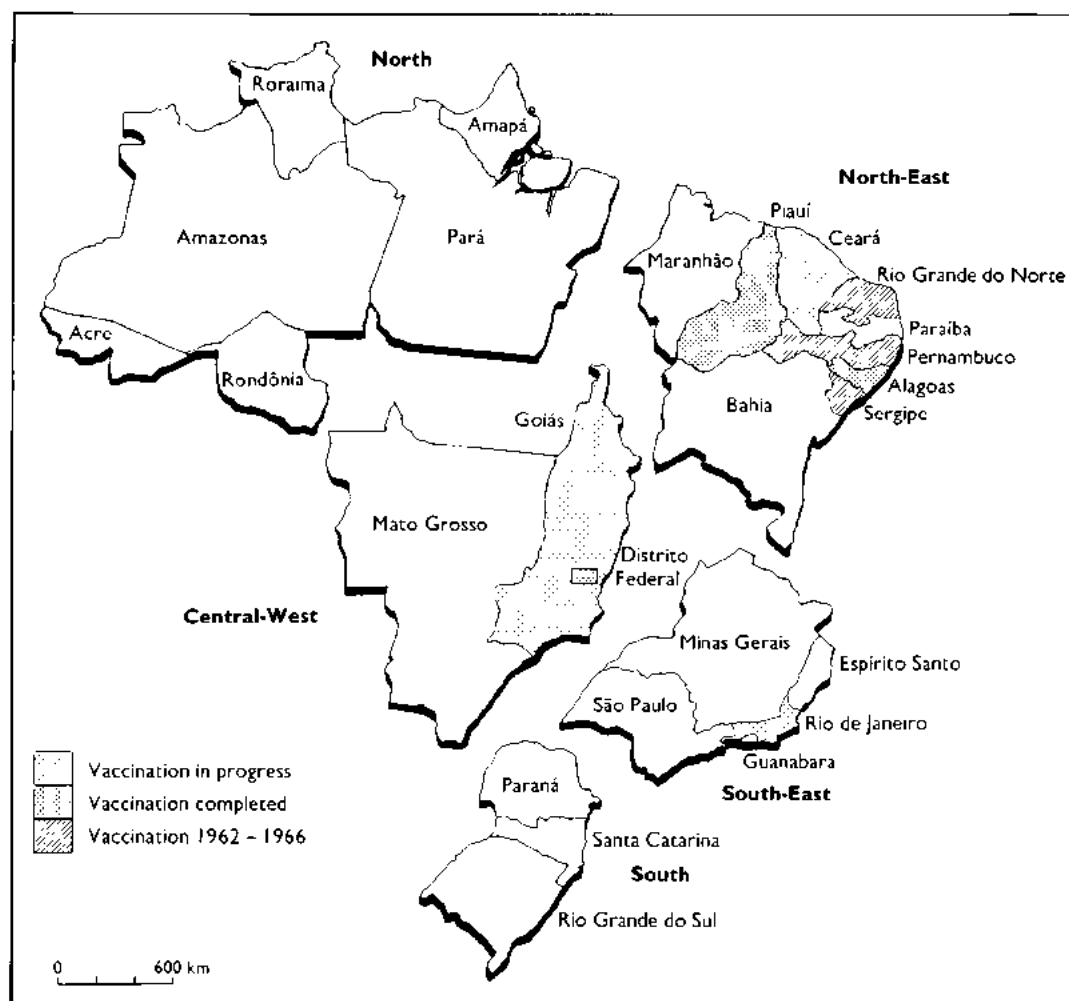 North
Roraima
Amapá
North-East
Piauí
Amazonas
Pará
Maranhão
Ceará
Rio Grande do Norte
Acre
Paraíba
Pernambuco
Rondônia
Alagoas
Bahia
Goiás
Sergipe
Mato Grosso
Distrito
Federal
Central-West
Minas Gerais
Espírito Santo
São Paulo
Rio de Janeiro
Guanabara
South-East
Vaccination in progress
Vaccination completed
Vaccination 1962 – 1966
Paraná
Santa Catarina
South
Rio Grande do Sul
0 600 km